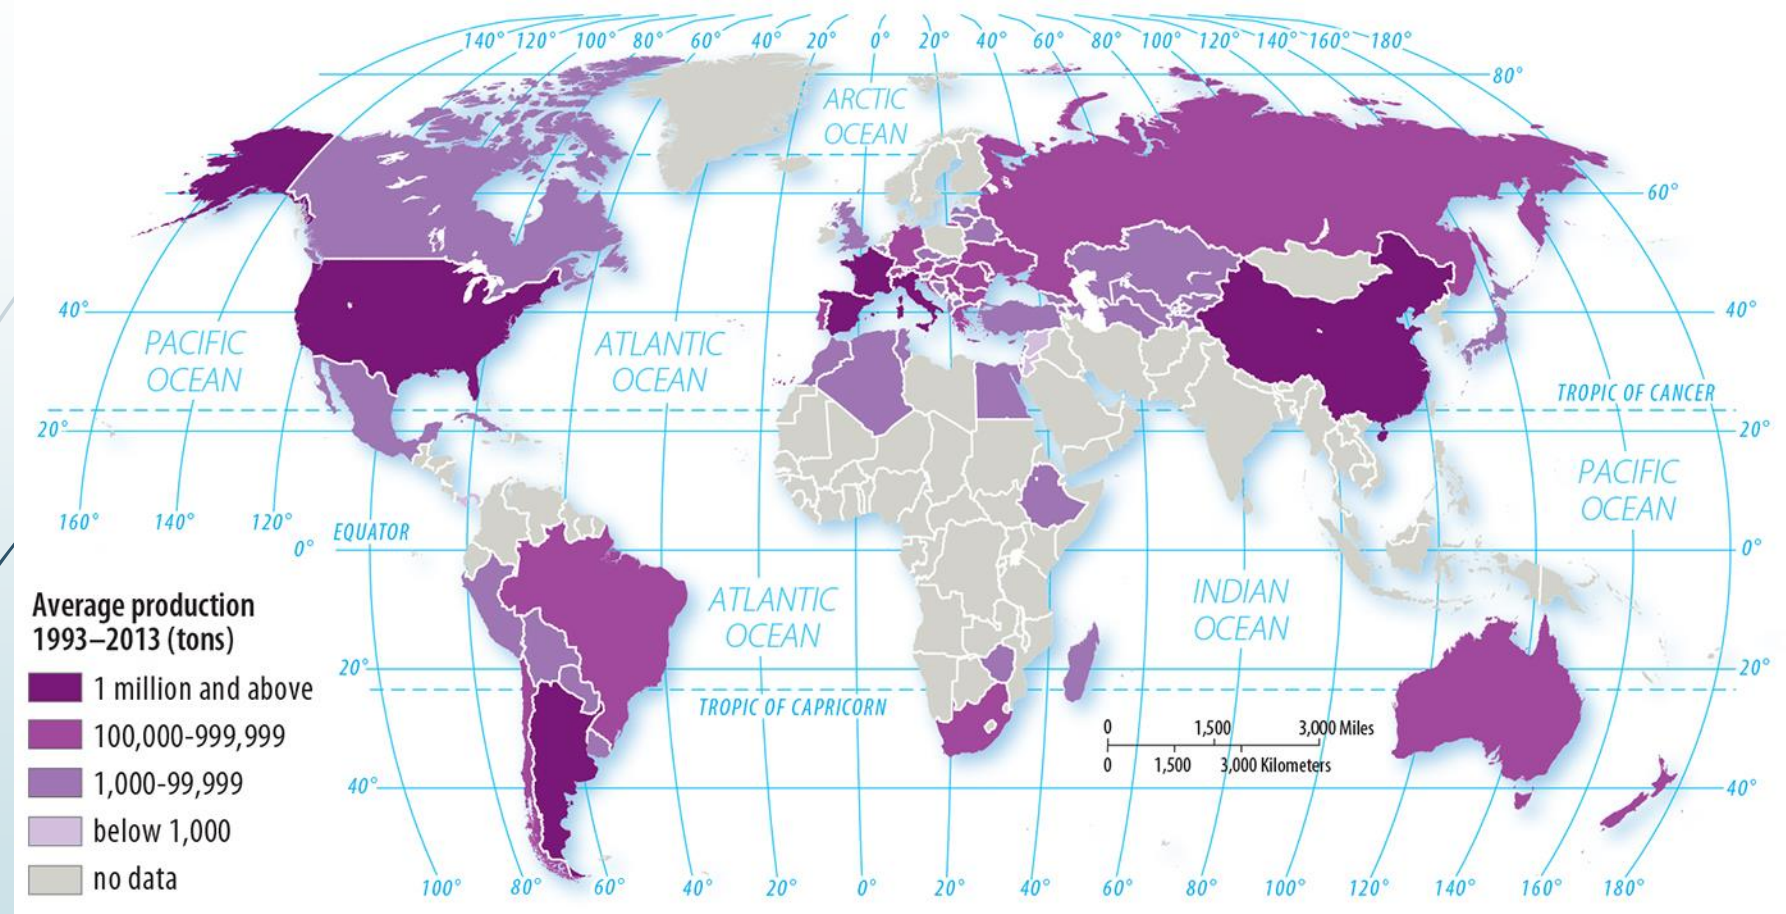 140° 120° 100° 80° 60° 40° 20° 0° 20° 40° 60° 80° 100° 120° 140° 160° 180°
80°
ARCTIC
OCEAN
60°
40°
40°
PACIFIC
OCEAN
ATLANTIC
OCEAN
TROPIC OF CANCER
20°
20°
PACIFIC
OCEAN
160° 140° 120°
EQUATOR
0°
0°
ATLANTIC
OCEAN
INDIAN
OCEAN
Average production
1993–2013 (tons)
1 million and above
100,000-999,999
1,000-99,999
below 1,000
no data
20°
20°
TROPIC OF CAPRICORN
0 1,500 3,000 Miles
0 1,500 3,000 Kilometers
40°
40°
100° 80° 60° 40° 20° 0° 20° 40° 60° 80° 100° 120° 140° 160° 180°